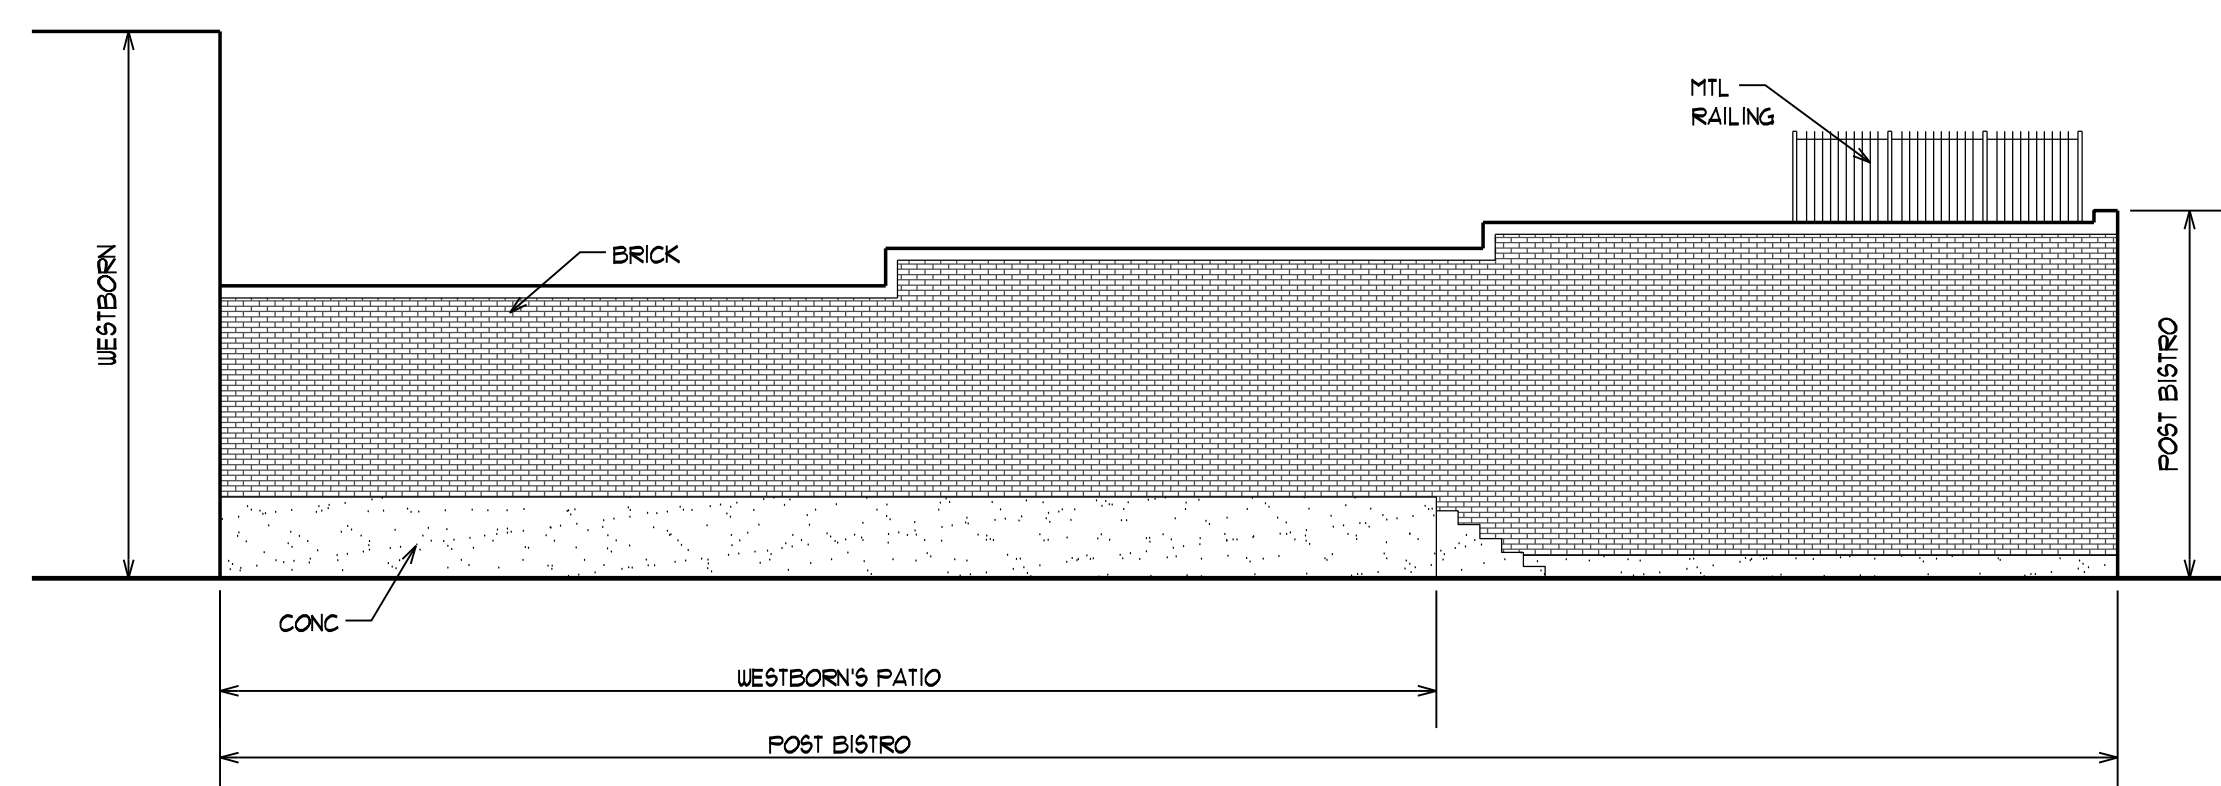 MTL
RAILING
BRICK
WESTBORN
POST BISTRO
CONC
WESTBORN'S PATIO
POST BISTRO